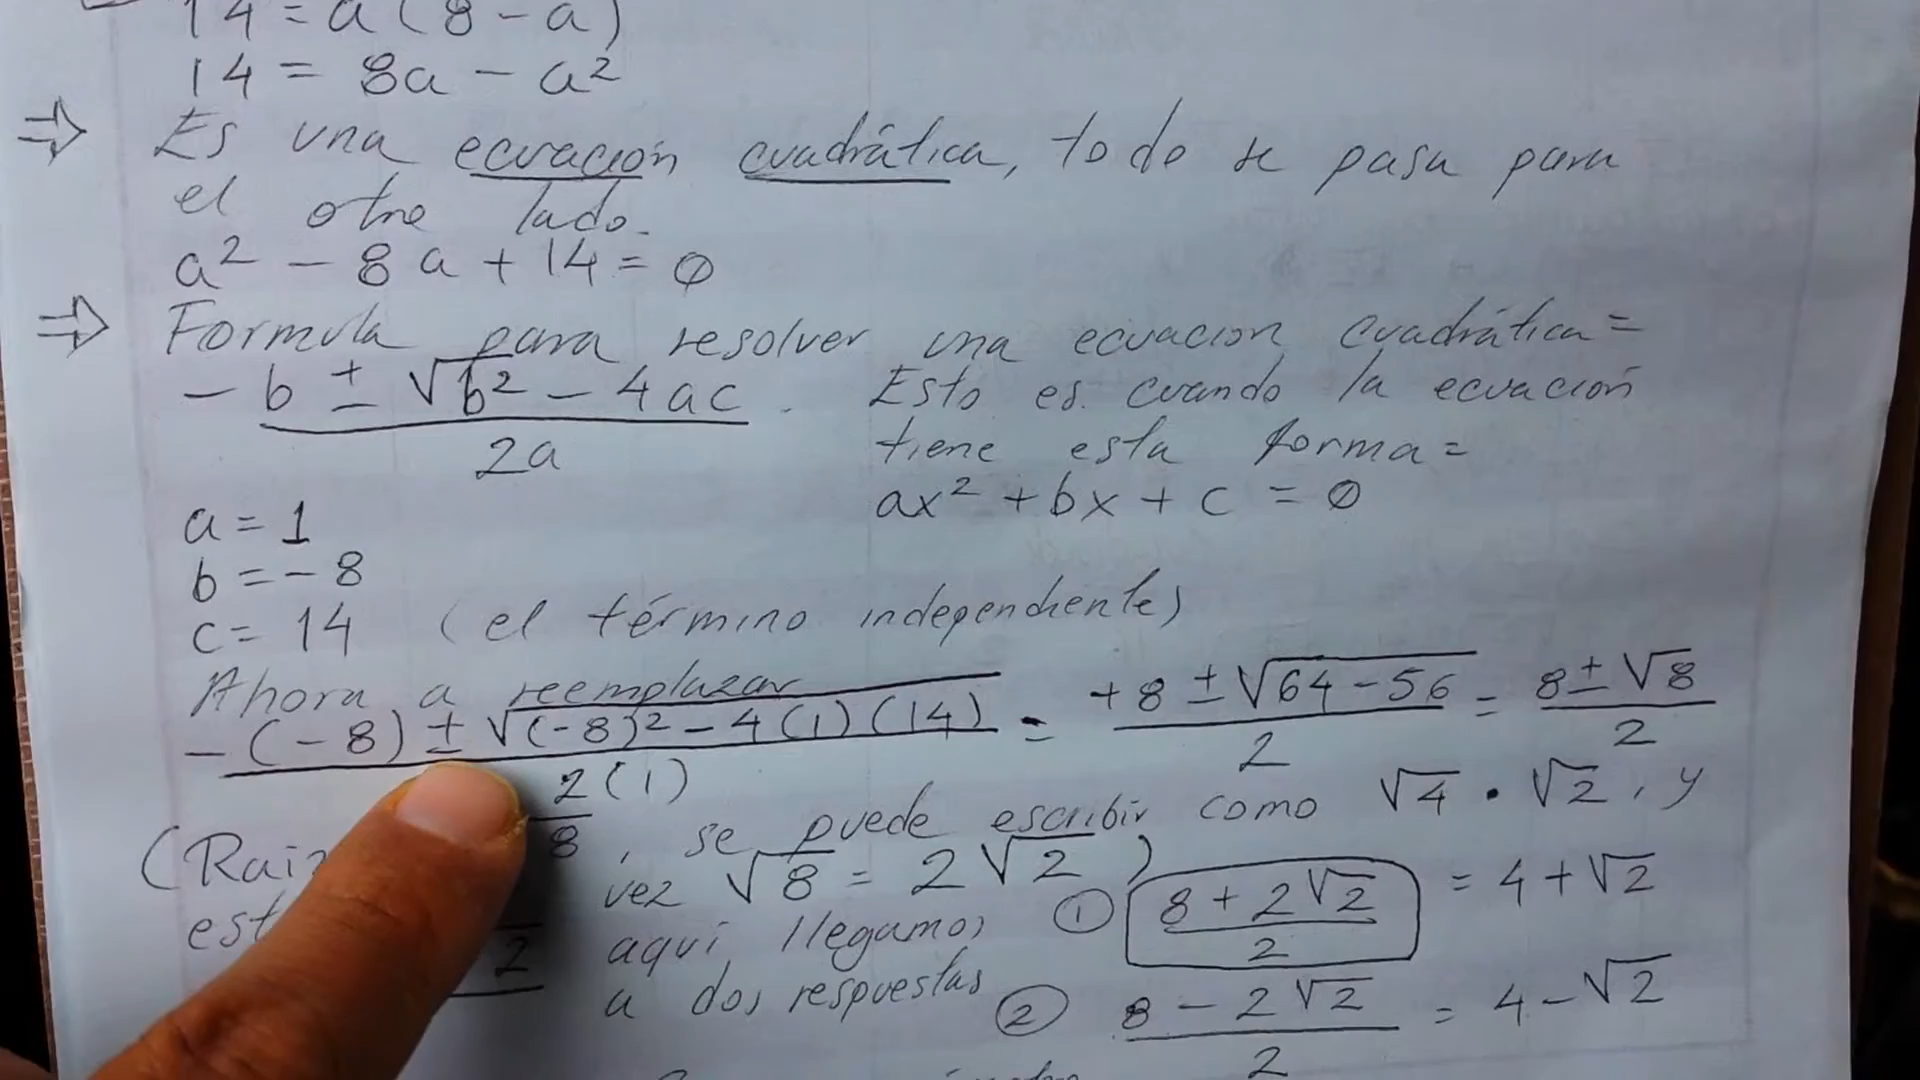 14 = a (8 - a)
14 = 8a - a²
⇒ Es una ecuación cuadrática, todo se pasa para
el otro lado.
a² - 8a + 14 = 0
⇒ Formula para resolver una ecuacion cuadrática =
-b ± √b² - 4ac . Esto es cuando la ecuación
2a tiene esta forma =
ax² + bx + c = 0
a = 1
b = - 8
c = 14 (el término independiente)
Ahora a reemplazar
-(-8) ± √(-8)² - 4(1)(14) = +8 ± √64 - 56 = 8 ± √8
2(1) 2 2
(Raiz 8, se puede escribir como √4 · √2, y
vez √8 = 2√2)
2 aquí llegamos ① 8 + 2√2 = 4 + √2
2
a dos respuestas ② 8 - 2√2 = 4 - √2
2